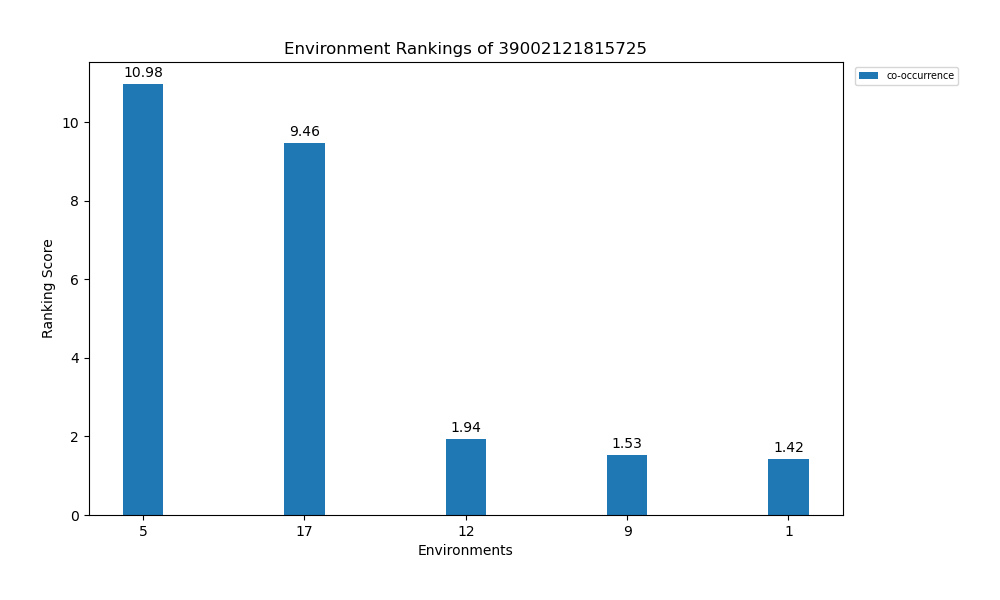 Environment Rankings of 39002121815725
co-occurrence
10.98
9.46
1.94
1.53
1.42
10
8
6
4
2
0
Ranking Score
5 17 12 9 1
Environments